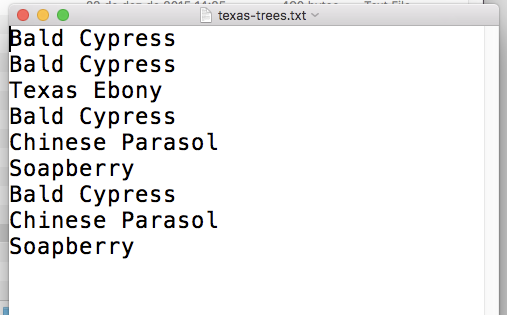 texas-trees.txt
Bald Cypress
Bald Cypress
Texas Ebony
Bald Cypress
Chinese Parasol
Soapberry
Bald Cypress
Chinese Parasol
Soapberry